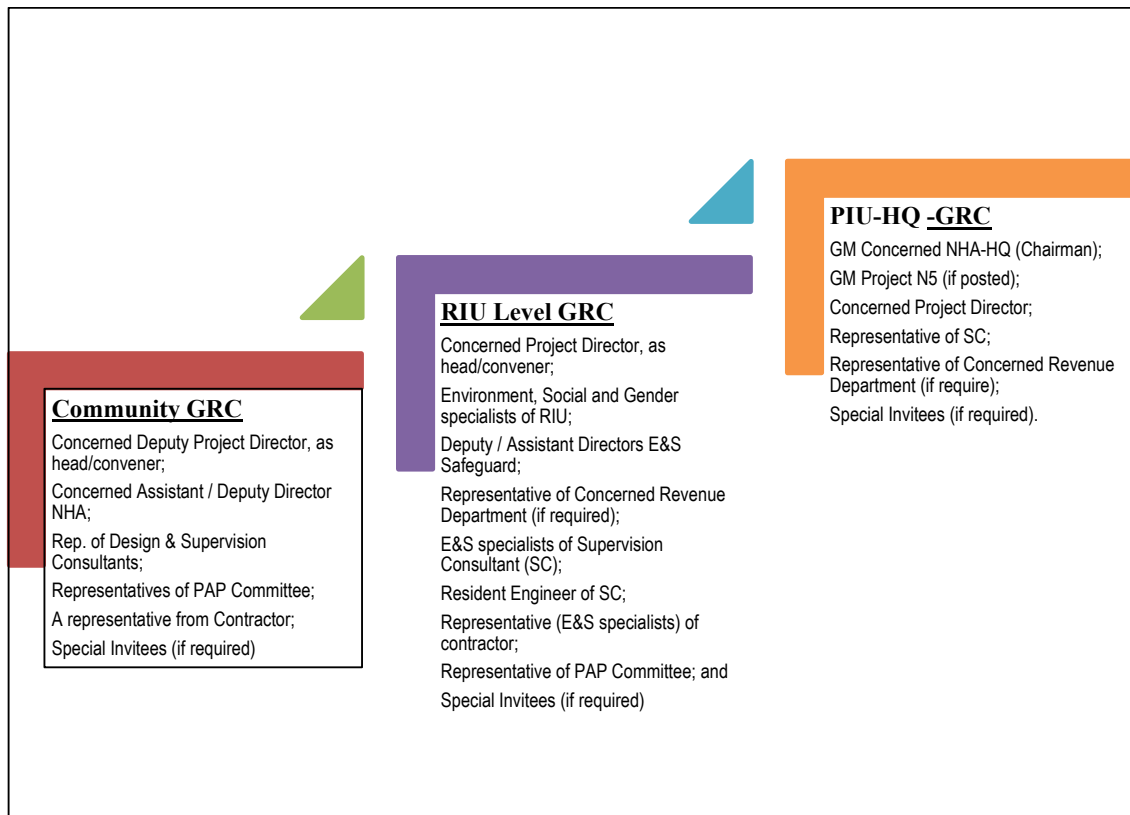 Community GRC
Concerned Deputy Project Director, as
head/convener;
Concerned Assistant / Deputy Director
NHA;
Rep. of Design & Supervision
Consultants;
Representatives of PAP Committee;
A representative from Contractor;
Special Invitees (if required)
RIU Level GRC
Concerned Project Director, as
head/convener;
Environment, Social and Gender
specialists of RIU;
Deputy / Assistant Directors E&S
Safeguard;
Representative of Concerned Revenue
Department (if required);
E&S specialists of Supervision
Consultant (SC);
Resident Engineer of SC;
Representative (E&S specialists) of
contractor;
Representative of PAP Committee; and
Special Invitees (if required)
PIU-HQ -GRC
GM Concerned NHA-HQ (Chairman);
GM Project N5 (if posted);
Concerned Project Director;
Representative of SC;
Representative of Concerned Revenue
Department (if require);
Special Invitees (if required).